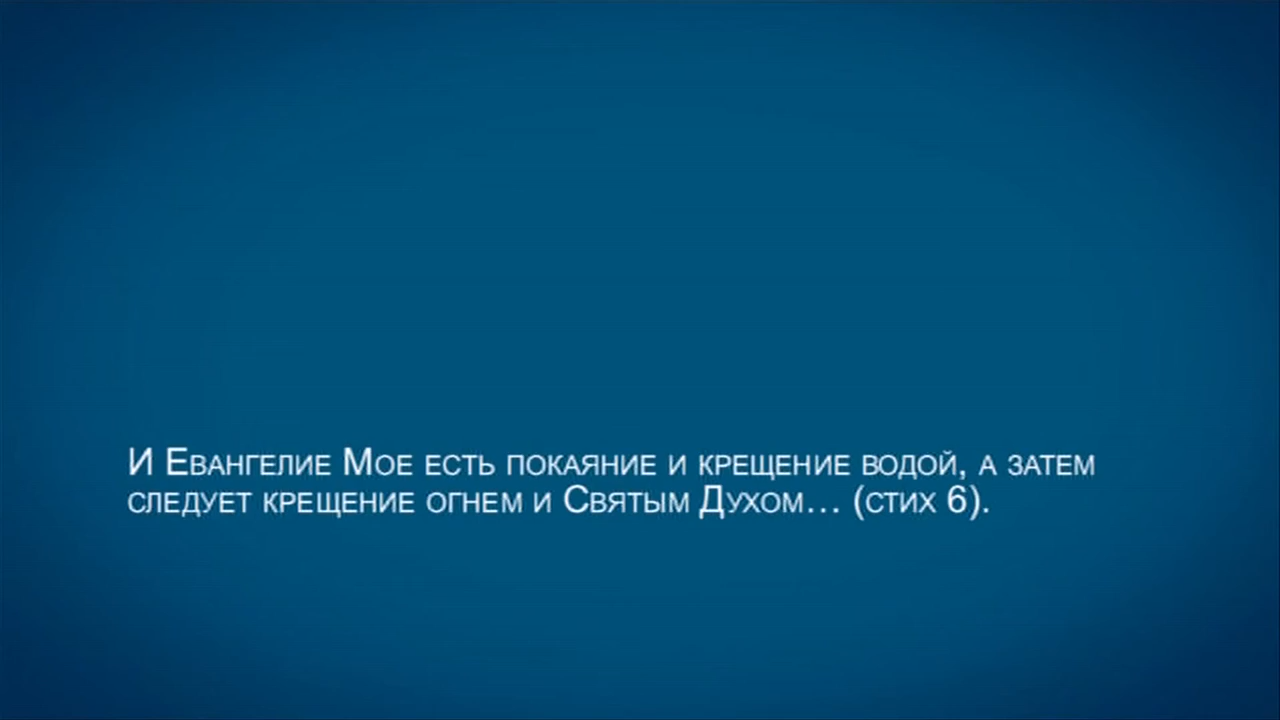 И Евангелие Мое есть покаяние и крещение водой, а затем
следует крещение огнем и Святым Духом… (стих 6).